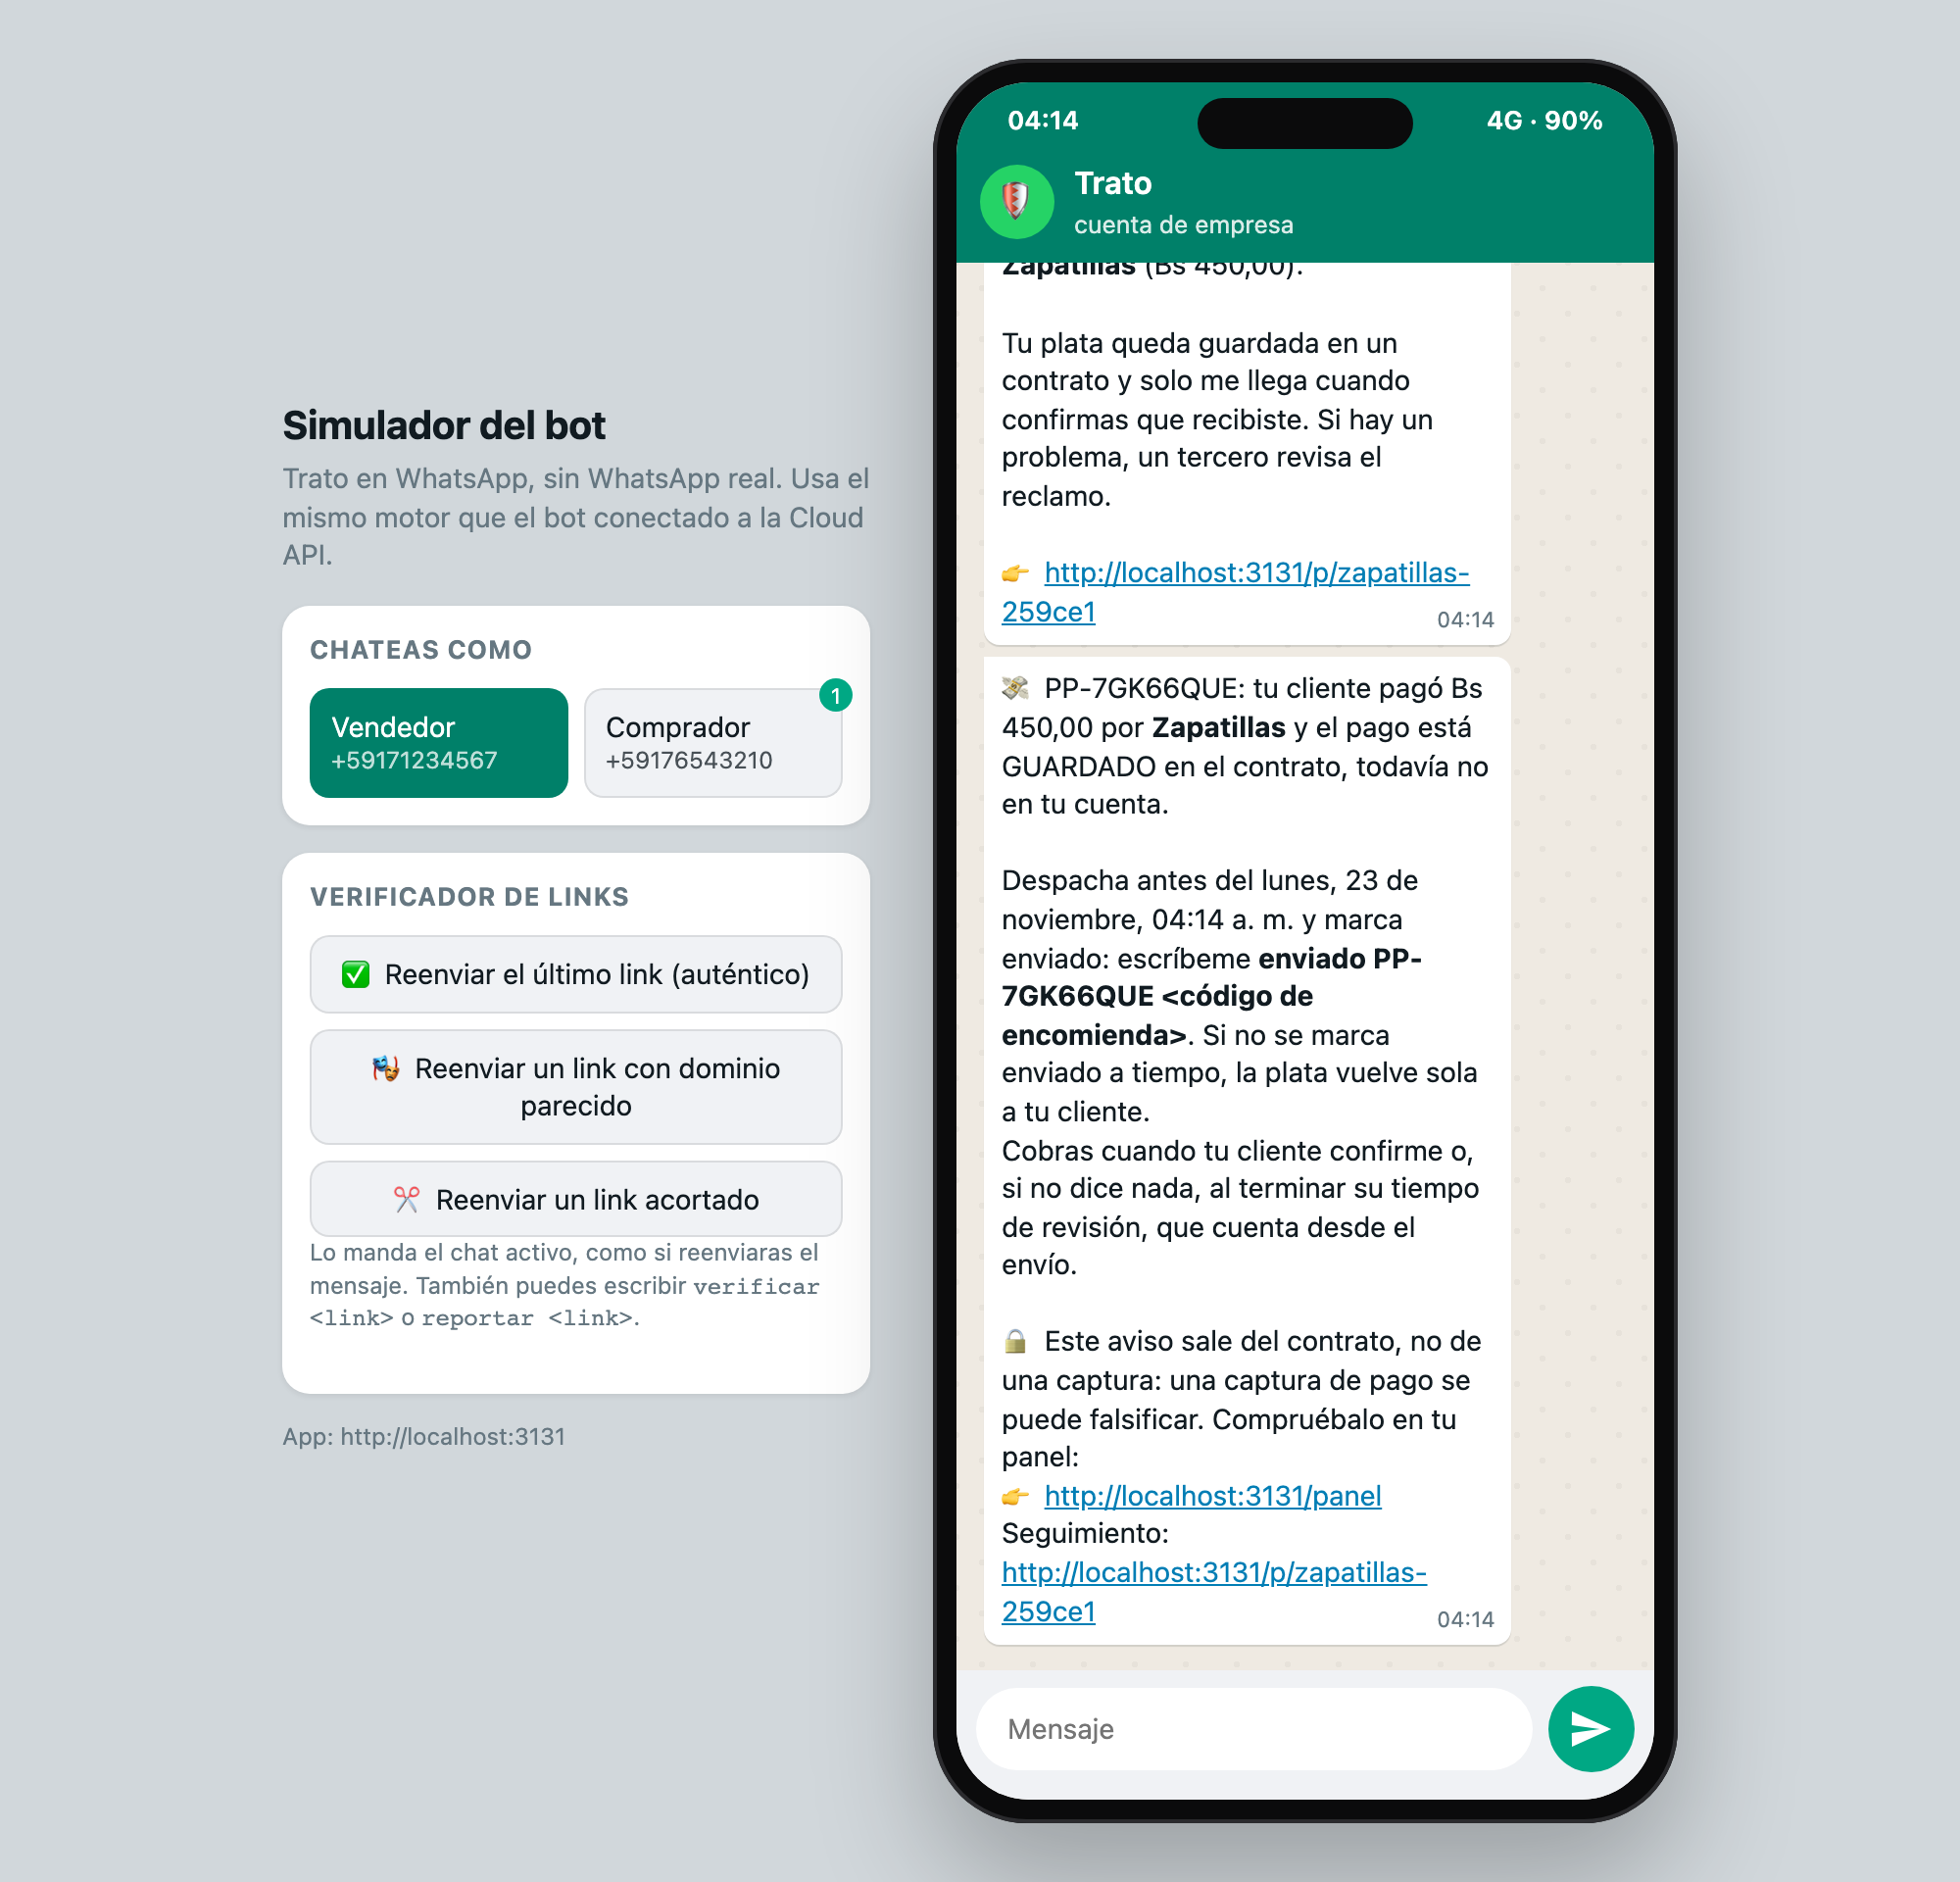 Simulador del bot
Trato en WhatsApp, sin WhatsApp real. Usa el
mismo motor que el bot conectado a la Cloud
API.
CHATEAS COMO
Vendedor
+59171234567
Comprador
+59176543210
1
VERIFICADOR DE LINKS
✅ Reenviar el último link (auténtico)
🎭 Reenviar un link con dominio
parecido
✂️ Reenviar un link acortado
Lo manda el chat activo, como si reenviaras el
mensaje. También puedes escribir verificar
<link> o reportar <link>.
App: http://localhost:3131
04:14
4G · 90%
Trato
cuenta de empresa
Zapatillas (Bs 450,00).
Tu plata queda guardada en un
contrato y solo me llega cuando
confirmas que recibiste. Si hay un
problema, un tercero revisa el
reclamo.
👉 http://localhost:3131/p/zapatillas-
259ce1
04:14
💸 PP-7GK66QUE: tu cliente pagó Bs
450,00 por Zapatillas y el pago está
GUARDADO en el contrato, todavía no
en tu cuenta.
Despacha antes del lunes, 23 de
noviembre, 04:14 a. m. y marca
enviado: escríbeme enviado PP-
7GK66QUE <código de
encomienda>. Si no se marca
enviado a tiempo, la plata vuelve sola
a tu cliente.
Cobras cuando tu cliente confirme o,
si no dice nada, al terminar su tiempo
de revisión, que cuenta desde el
envío.
🔒 Este aviso sale del contrato, no de
una captura: una captura de pago se
puede falsificar. Compruébalo en tu
panel:
👉 http://localhost:3131/panel
Seguimiento:
http://localhost:3131/p/zapatillas-
259ce1
04:14
Mensaje